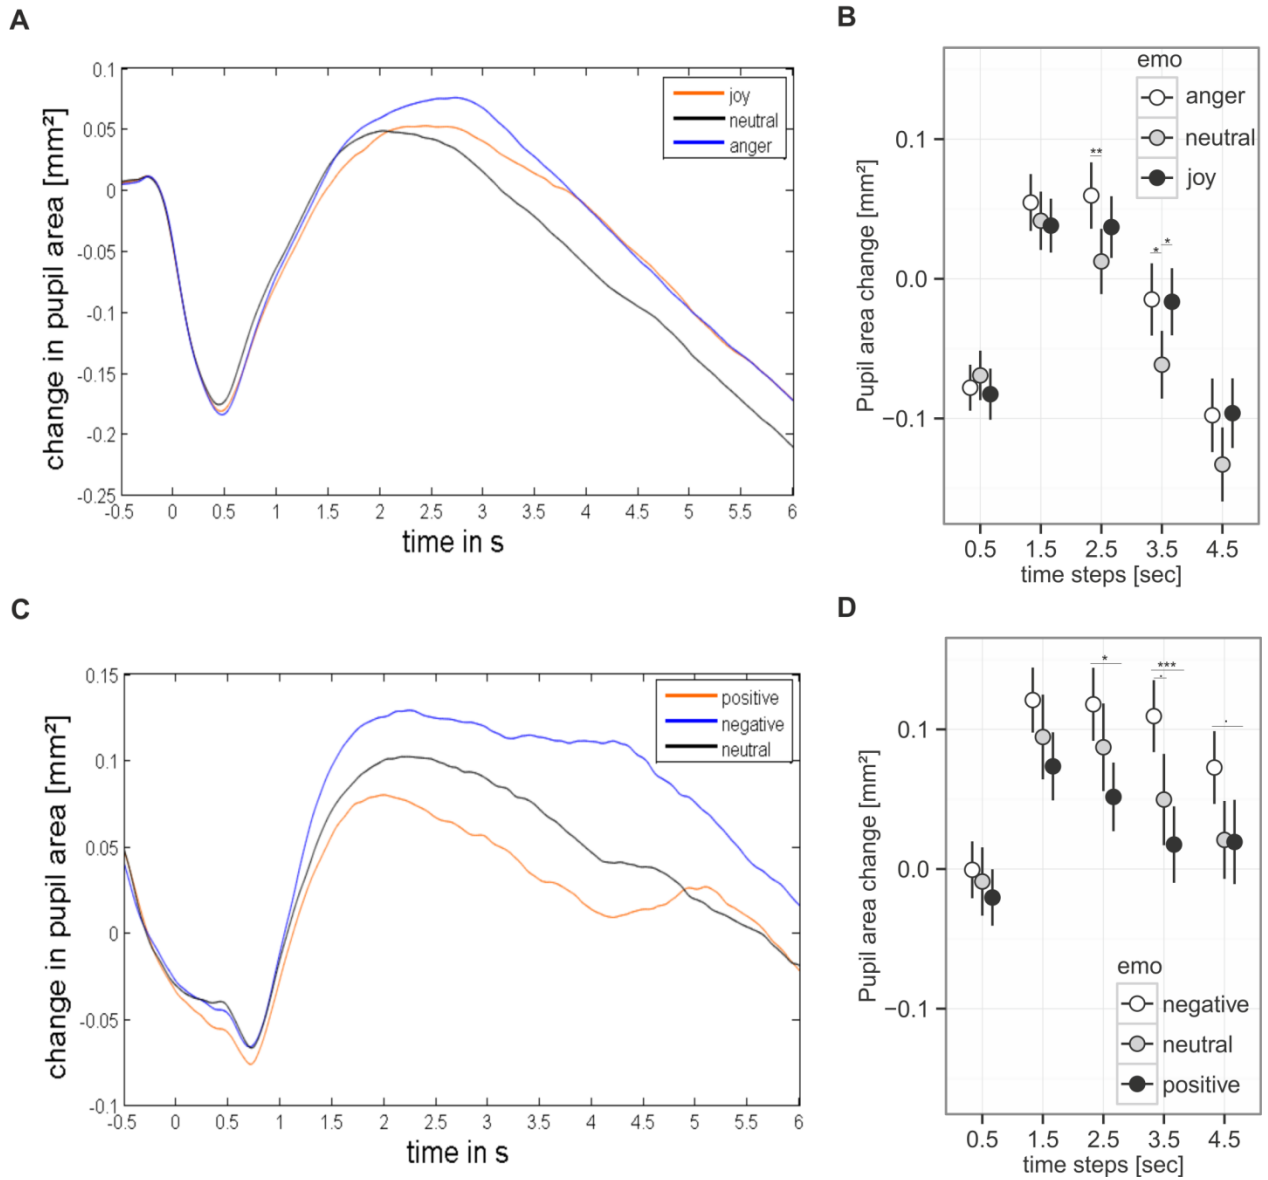 A
change in pupil area [mm²]
0.1
0.05
0
-0.05
-0.1
-0.15
-0.2
-0.25
-0.5 0 0.5 1 1.5 2 2.5 3 3.5 4 4.5 5 5.5 6
time in s
joy
neutral
anger
B
Pupil area change [mm²]
0.1
0.0
−0.1
emo
anger
neutral
joy
**
*
*
0.5 1.5 2.5 3.5 4.5
time steps [sec]
C
change in pupil area [mm²]
0.15
0.1
0.05
0
-0.05
-0.1
-0.5 0 0.5 1 1.5 2 2.5 3 3.5 4 4.5 5 5.5 6
time in s
positive
negative
neutral
D
Pupil area change [mm²]
0.1
0.0
−0.1
*
***
.
.
emo
negative
neutral
positive
0.5 1.5 2.5 3.5 4.5
time steps [sec]